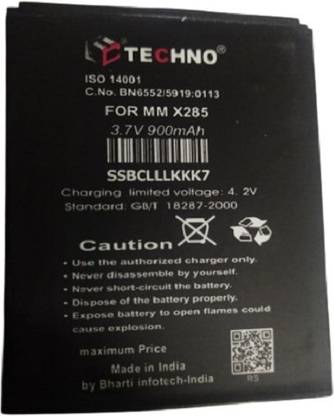 TECHNO®
ISO 14001
C.No. BN6552/5919:0113
FOR MM X285
3.7V 900mAh
SSBCLLLKKK7
Charging limited voltage: 4. 2V
Standard: GB/T 18287-2000
Caution
• Use the authorized charger only.
• Never disassemble by yourself.
• Never short-circuit the battery.
• Dispose of the battery properly.
• Expose battery to open flames could
cause explosion.
maximum Price
Made in India
by Bharti infotech-India
RS